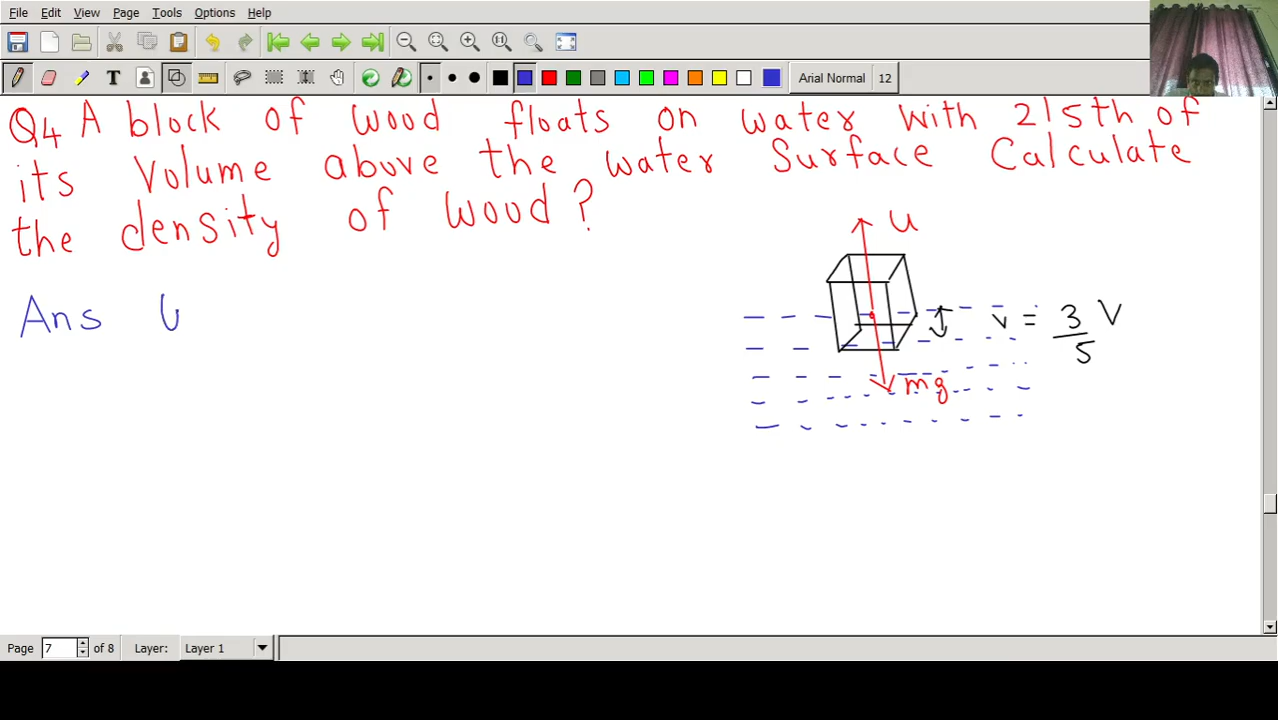 File Edit View Page Tools Options Help
Arial Normal 12
Q4 A block of wood floats on water with 2/5th of
its Volume above the water Surface Calculate
the density of wood?
U
Ans U
v = 3/5 V
mg
Page 7 of 8 Layer: Layer 1